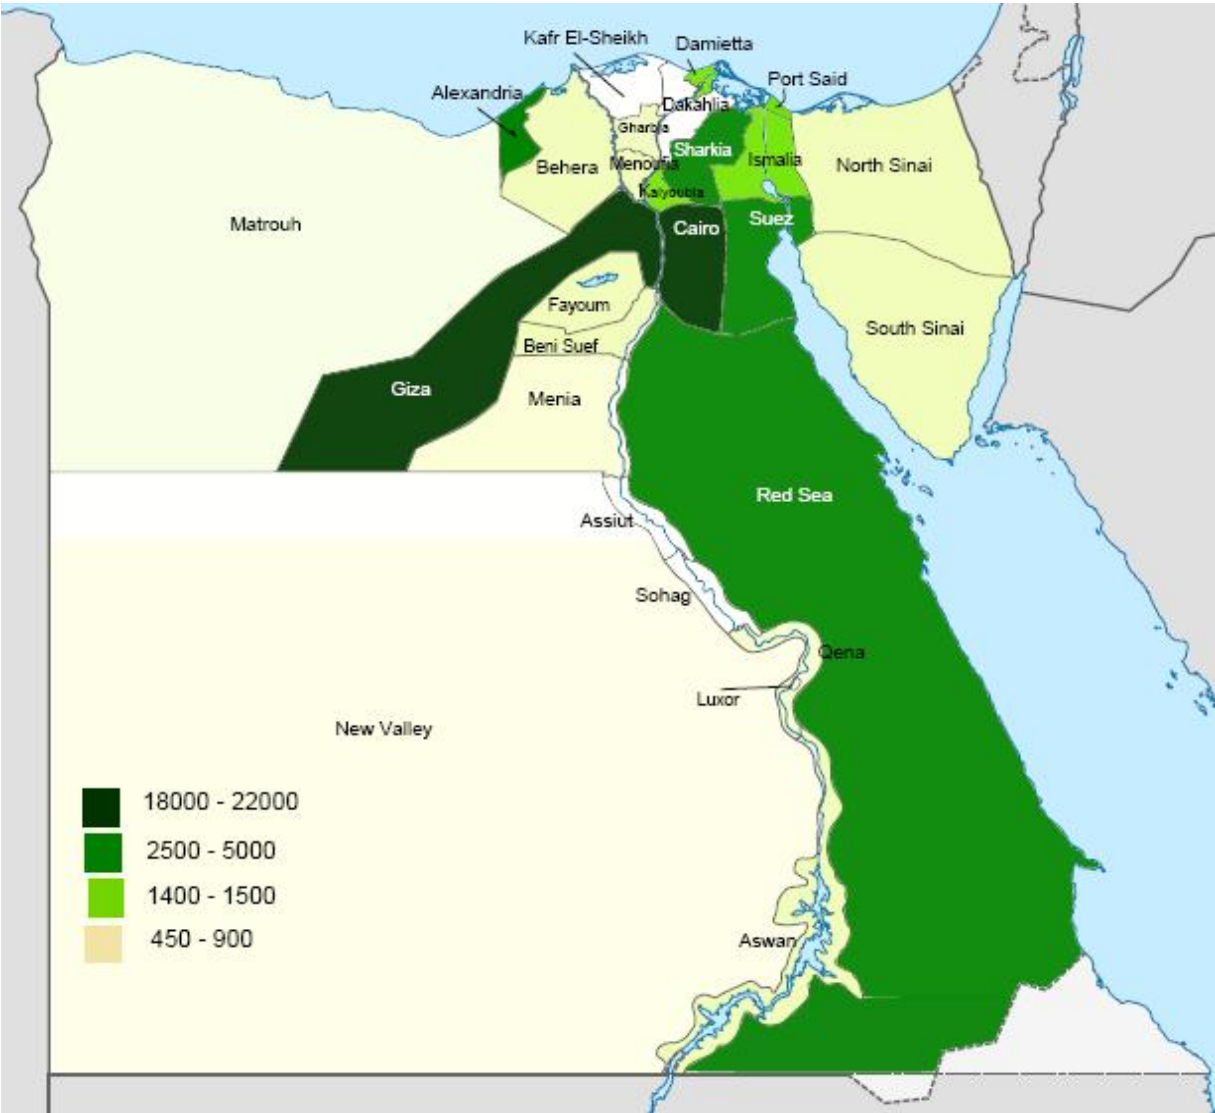 Kafr El-Sheikh
Damietta
Port Said
Alexandria
Dakahlia
Gharbia
Sharkia
Behera
Menoufia
Ismalia
North Sinai
Kalyoubia
Matrouh
Cairo
Suez
Fayoum
South Sinai
Beni Suef
Giza
Menia
Red Sea
Assiut
Sohag
Qena
Luxor
New Valley
18000 - 22000
2500 - 5000
1400 - 1500
450 - 900
Aswan